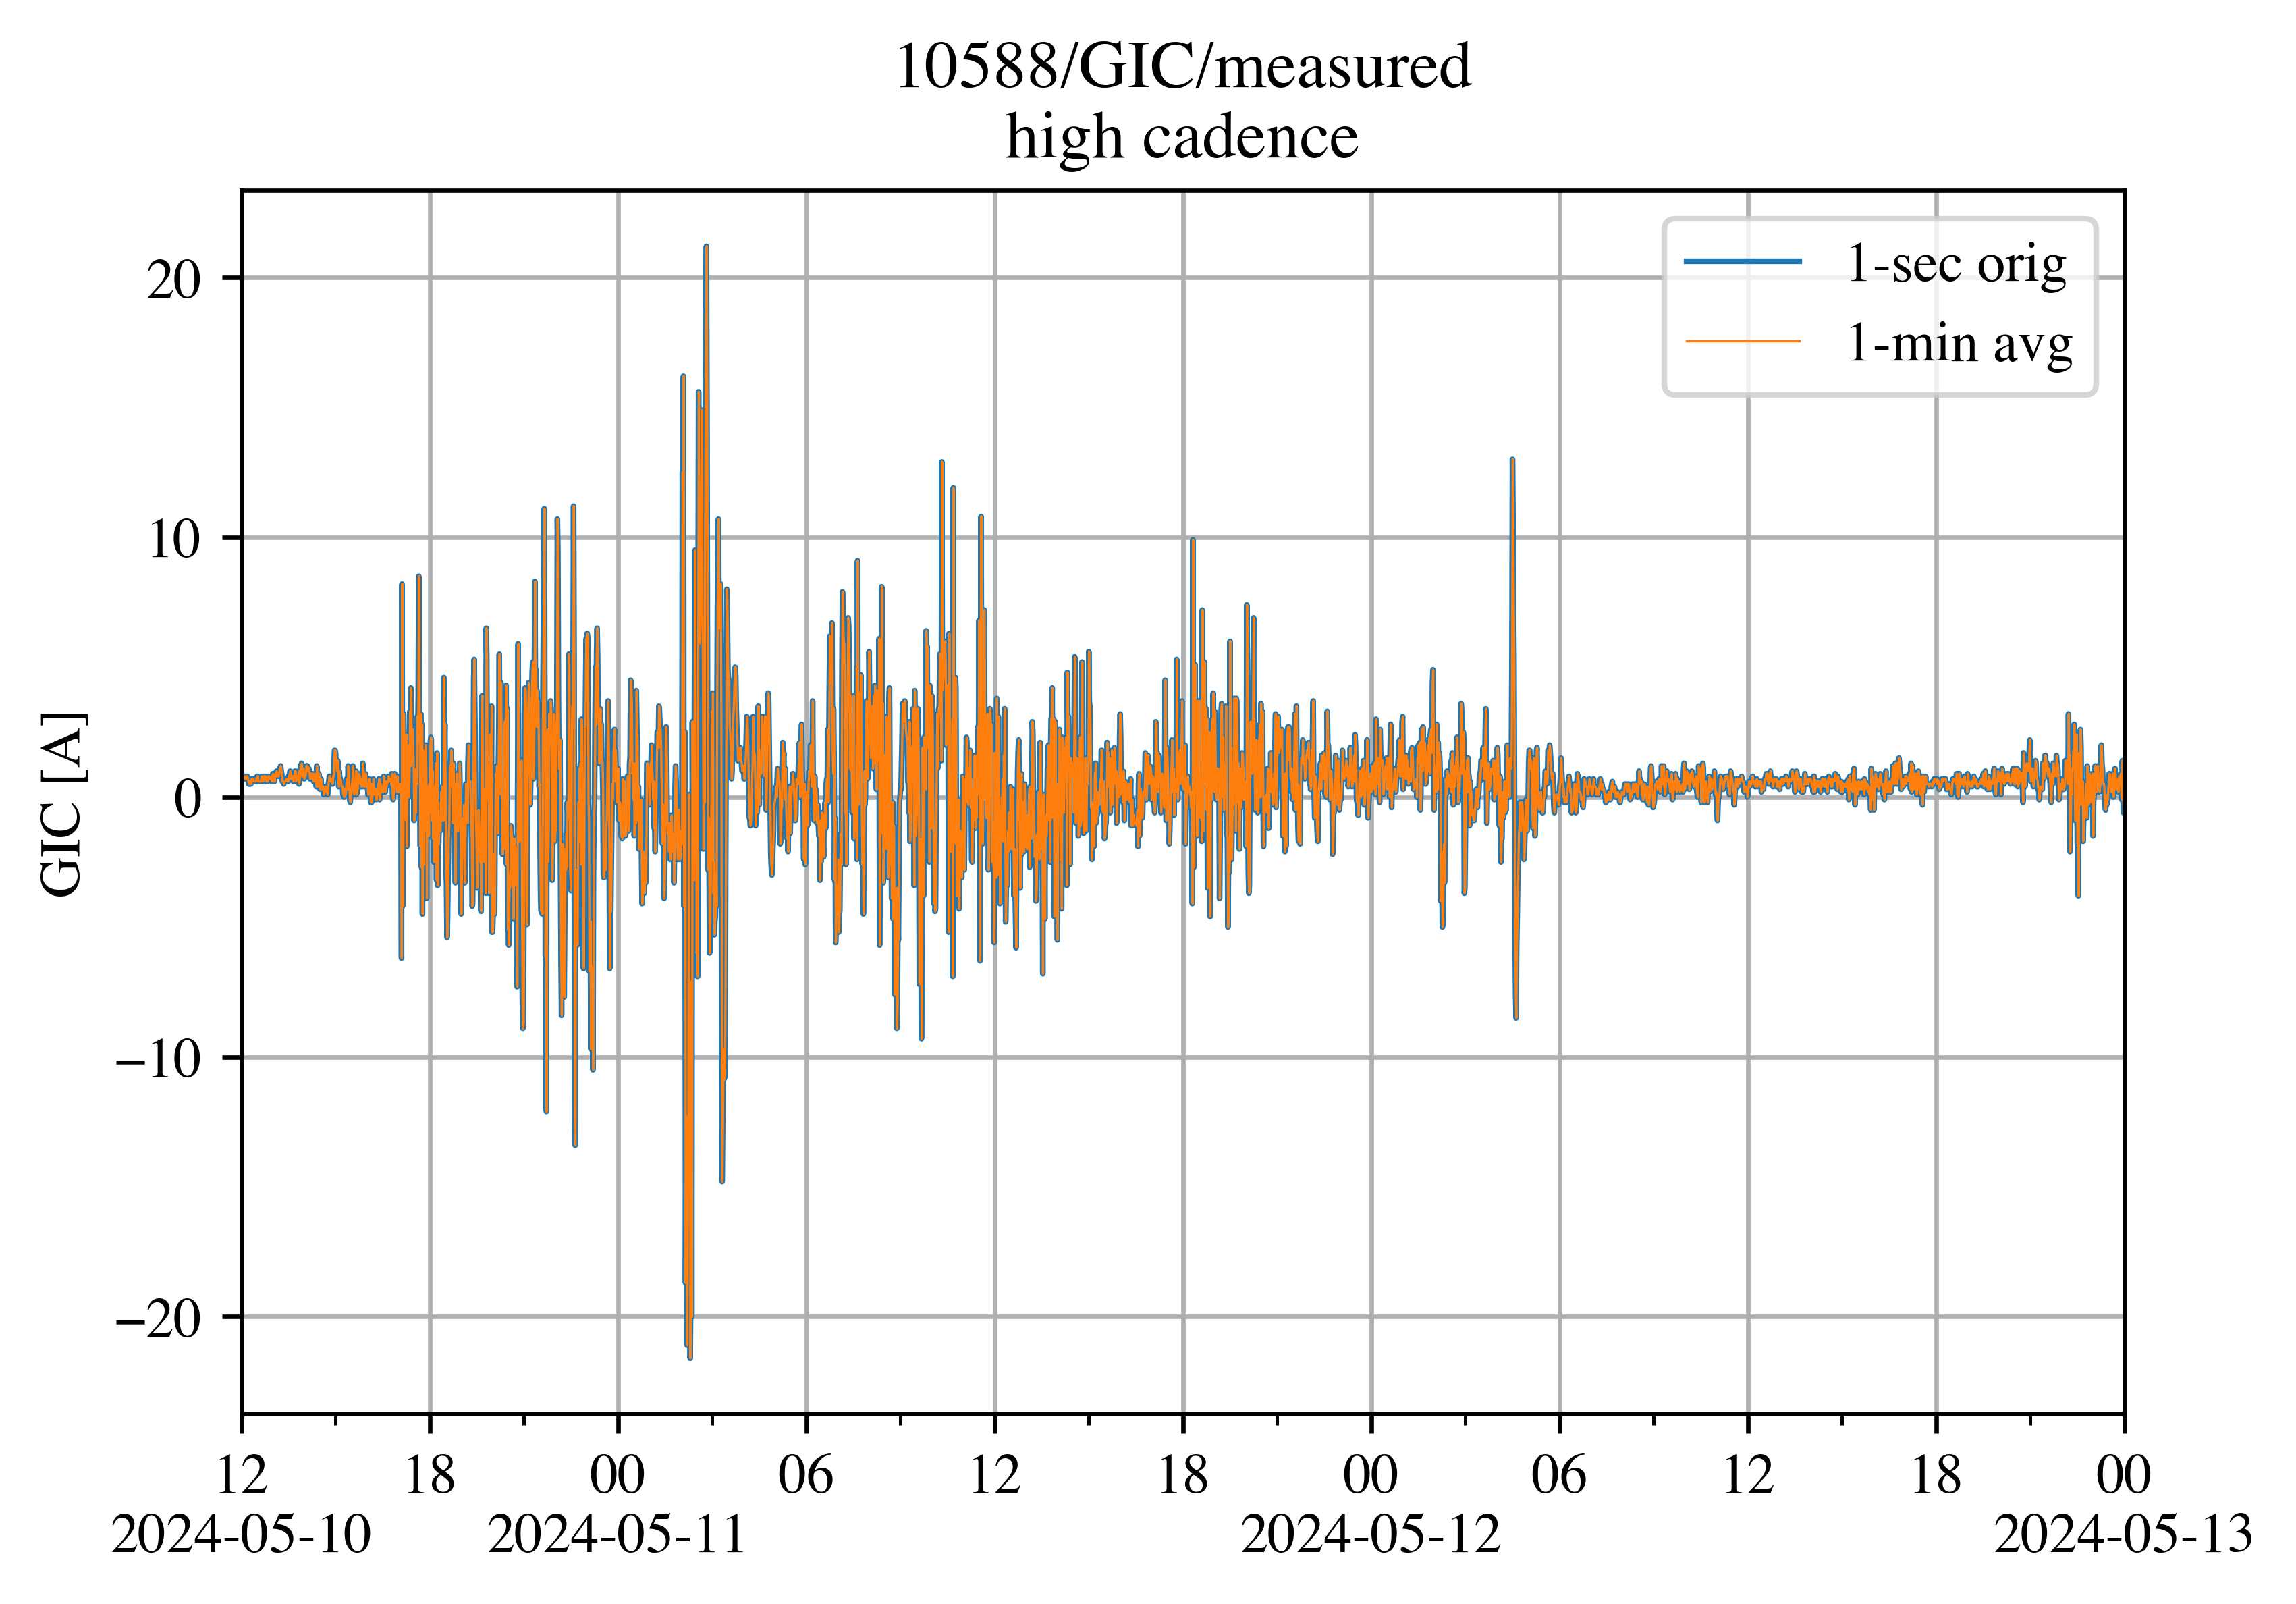 10588/GIC/measured
high cadence
1-sec orig
1-min avg
GIC [A]
20
10
0
−10
−20
12 18 00 06 12 18 00 06 12 18 00
2024-05-10 2024-05-11 2024-05-12 2024-05-13